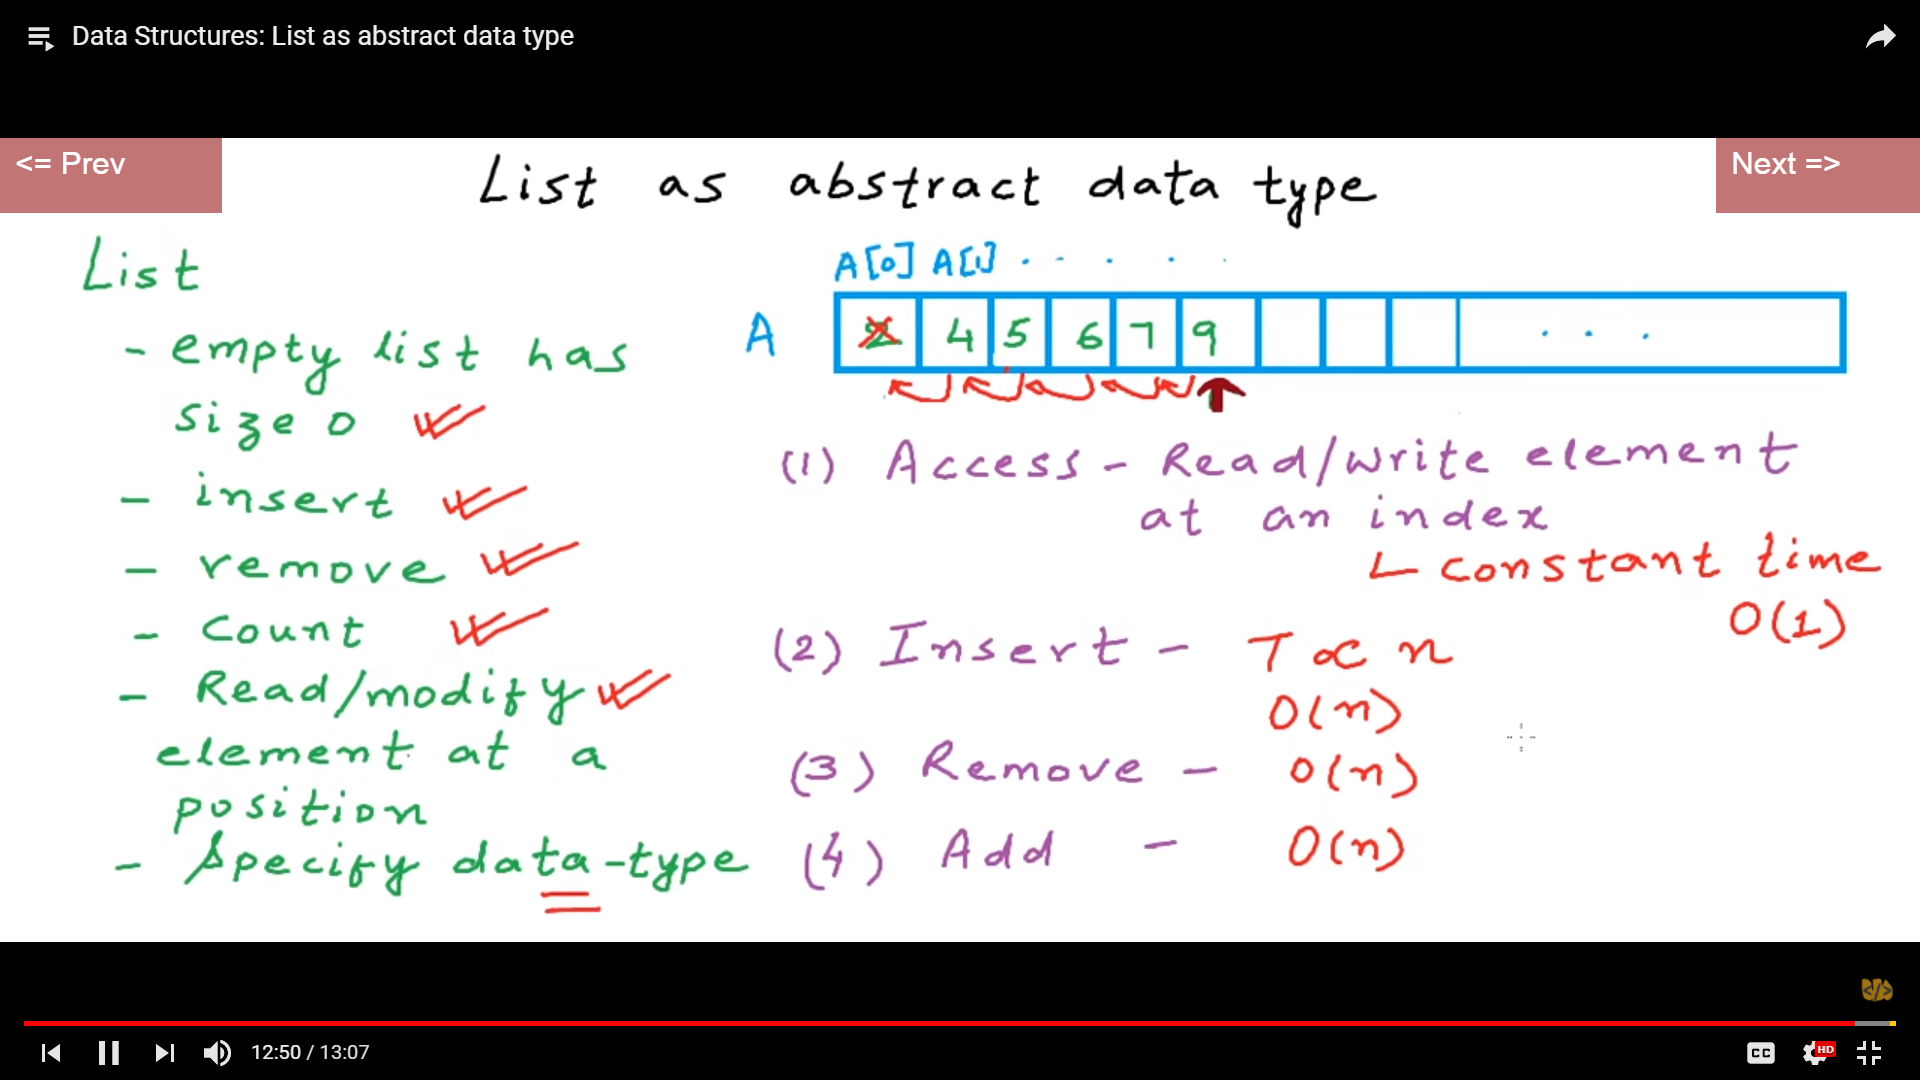 Data Structures: List as abstract data type
<= Prev
Next =>
List as abstract data type
List
- empty list has
size 0
- insert
- remove
- Count
- Read/modify
element at a
position
- Specify data-type
A[0] A[1] . . . . .
A 2 4 5 6 7 9 . . .
(1) Access - Read/write element
at an index
constant time
O(1)
(2) Insert - T ∝ n
O(n)
(3) Remove - O(n)
(4) Add - O(n)
12:50 / 13:07
CC
HD